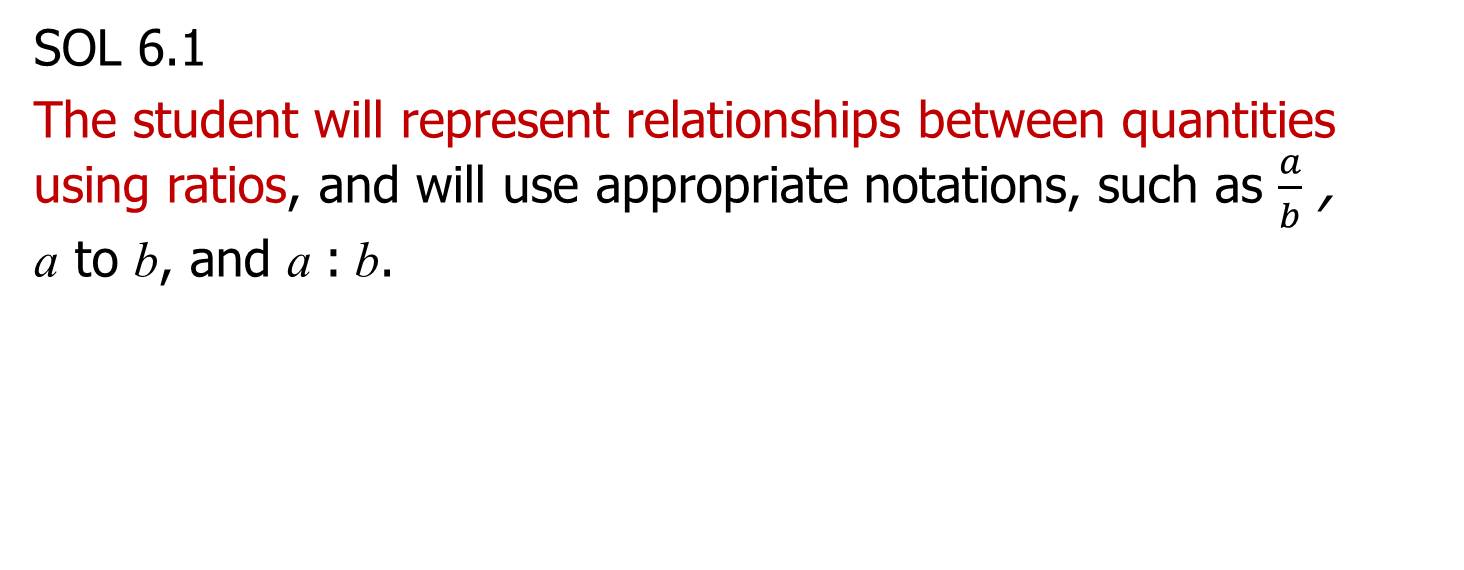 SOL 6.1
The student will represent relationships between quantities
using ratios, and will use appropriate notations, such as a/b ,
a to b, and a : b.